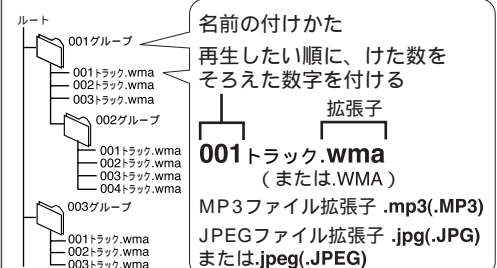 ルート
001グループ
001トラック.wma
002トラック.wma
003トラック.wma
002グループ
001トラック.wma
002トラック.wma
003トラック.wma
004トラック.wma
003グループ
001トラック.wma
002トラック.wma
003トラック.wma
名前の付けかた
再生したい順に、けた数を
そろえた数字を付ける
拡張子
001トラック.wma
(または.WMA)
MP3ファイル拡張子 .mp3(.MP3)
JPEGファイル拡張子 .jpg(.JPG)
または.jpeg(.JPEG)